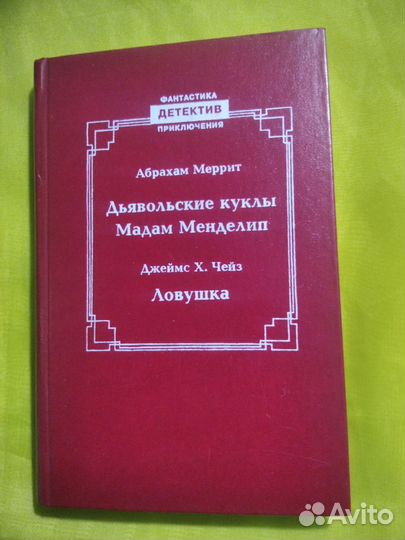 ФАНТАСТИКА
ДЕТЕКТИВ
ПРИКЛЮЧЕНИЯ
Абрахам Меррит
Дьявольские куклы
Мадам Менделип
Джеймс Х. Чейз
Ловушка
Avito